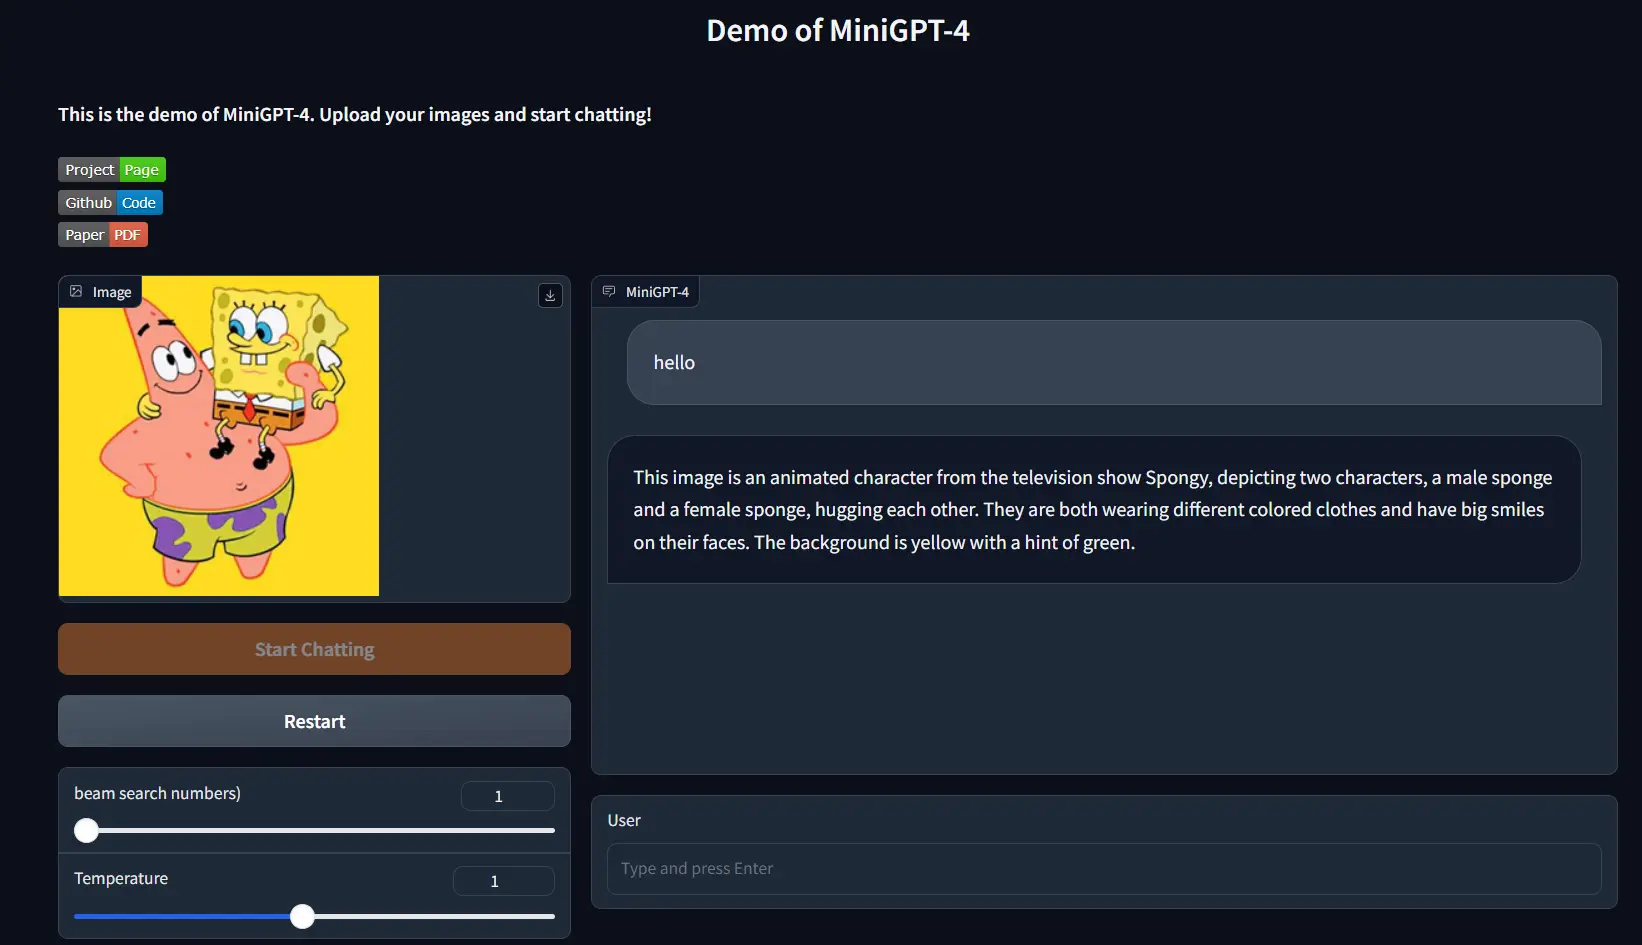 Demo of MiniGPT-4
This is the demo of MiniGPT-4. Upload your images and start chatting!
Project Page
Github Code
Paper PDF
Image
MiniGPT-4
hello
This image is an animated character from the television show Spongy, depicting two characters, a male sponge
and a female sponge, hugging each other. They are both wearing different colored clothes and have big smiles
on their faces. The background is yellow with a hint of green.
Start Chatting
Restart
beam search numbers)
1
Temperature
1
User
Type and press Enter